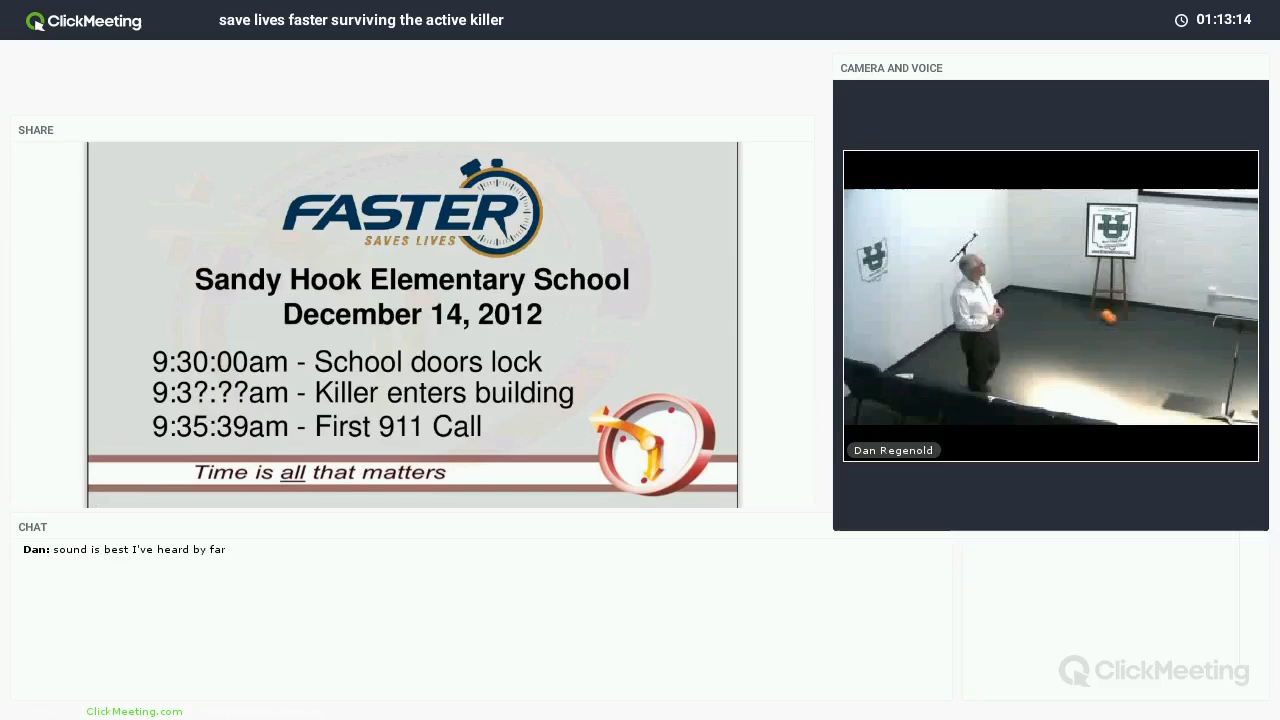 ClickMeeting
save lives faster surviving the active killer
01:13:14
CAMERA AND VOICE
SHARE
FASTER
SAVES LIVES
Sandy Hook Elementary School
December 14, 2012
9:30:00am - School doors lock
9:3?:??am - Killer enters building
9:35:39am - First 911 Call
Time is all that matters
Dan Regenold
CHAT
Dan: sound is best I've heard by far
ClickMeeting
ClickMeeting.com